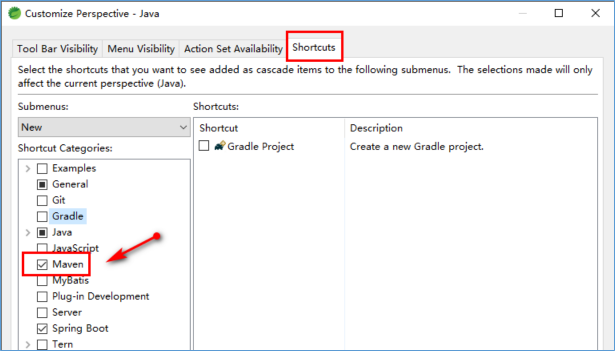 Customize Perspective - Java
Tool Bar Visibility Menu Visibility Action Set Availability Shortcuts
Select the shortcuts that you want to see added as cascade items to the following submenus. The selections made will only
affect the current perspective (Java).
Submenus:
New
Shortcut Categories:
Examples
General
Git
Gradle
Java
JavaScript
Maven
MyBatis
Plug-in Development
Server
Spring Boot
Tern
Shortcuts:
Shortcut Description
Gradle Project Create a new Gradle project.